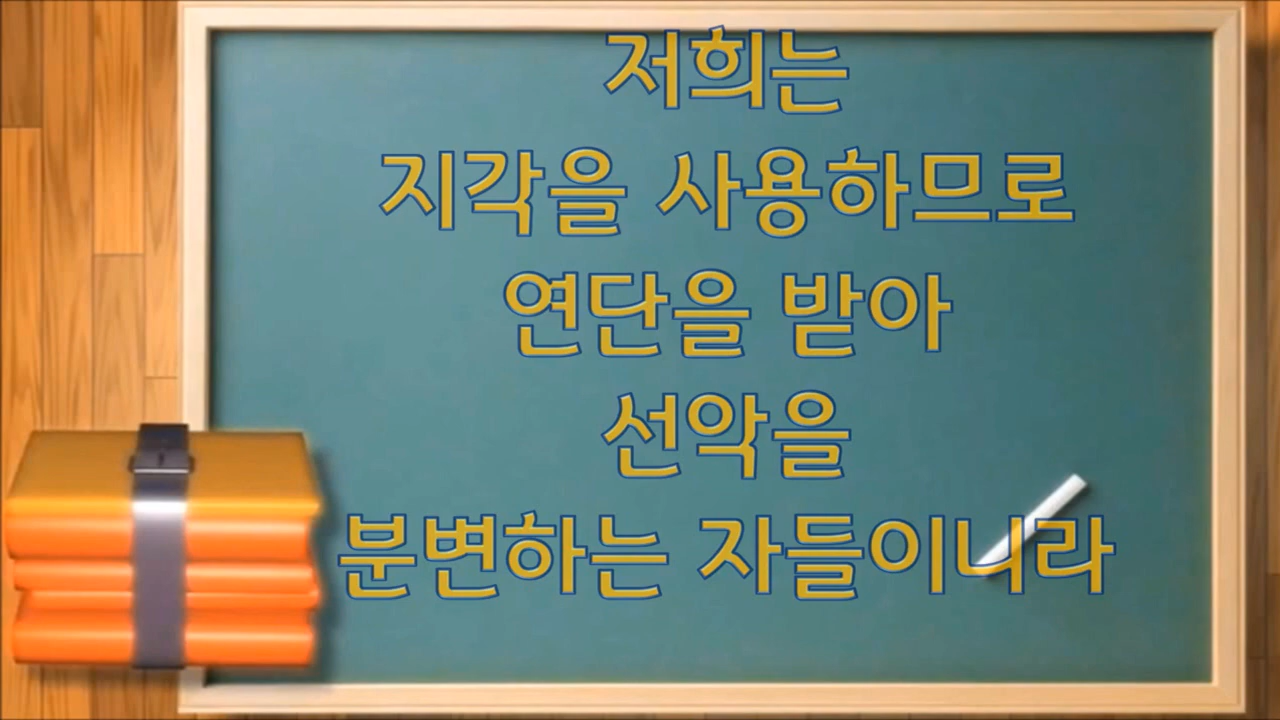 저희는
지각을 사용하므로
연단을 받아
선악을
분변하는 자들이니라